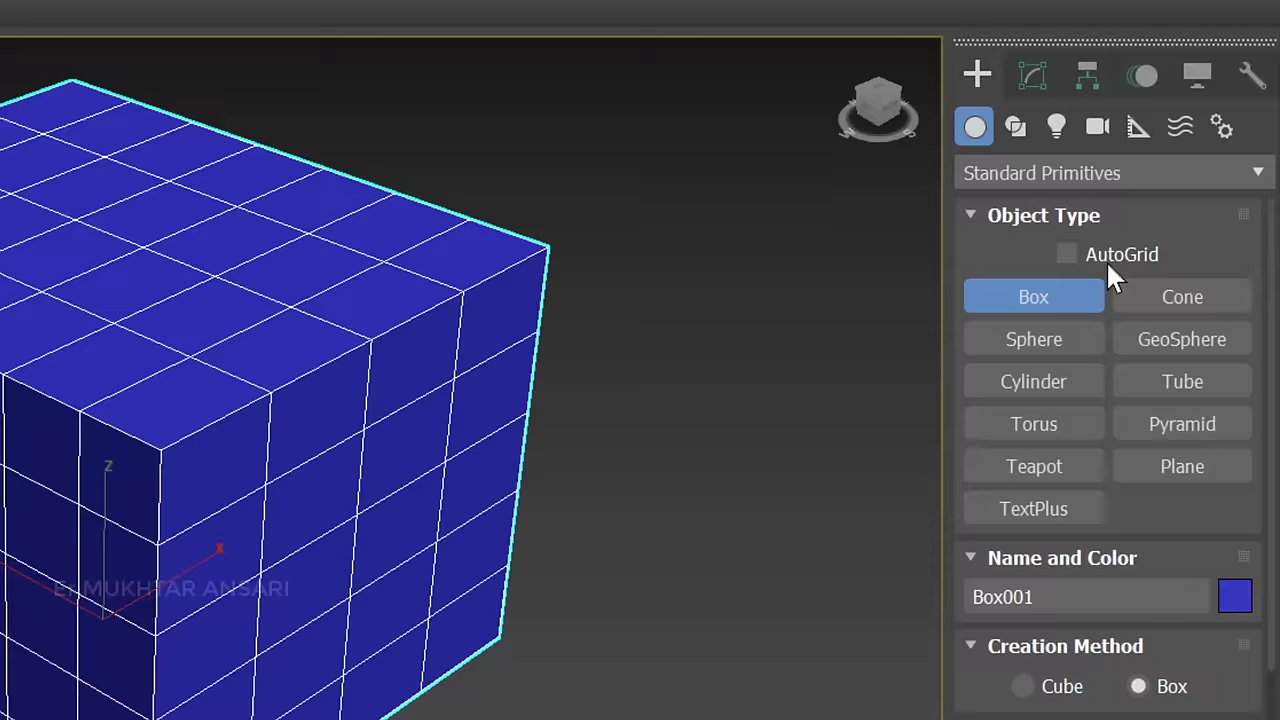 Standard Primitives
Object Type
AutoGrid
Box Cone
Sphere GeoSphere
Cylinder Tube
Torus Pyramid
Teapot Plane
TextPlus
Name and Color
Box001
Creation Method
Cube Box
z
x
Er MUKHTAR ANSARI